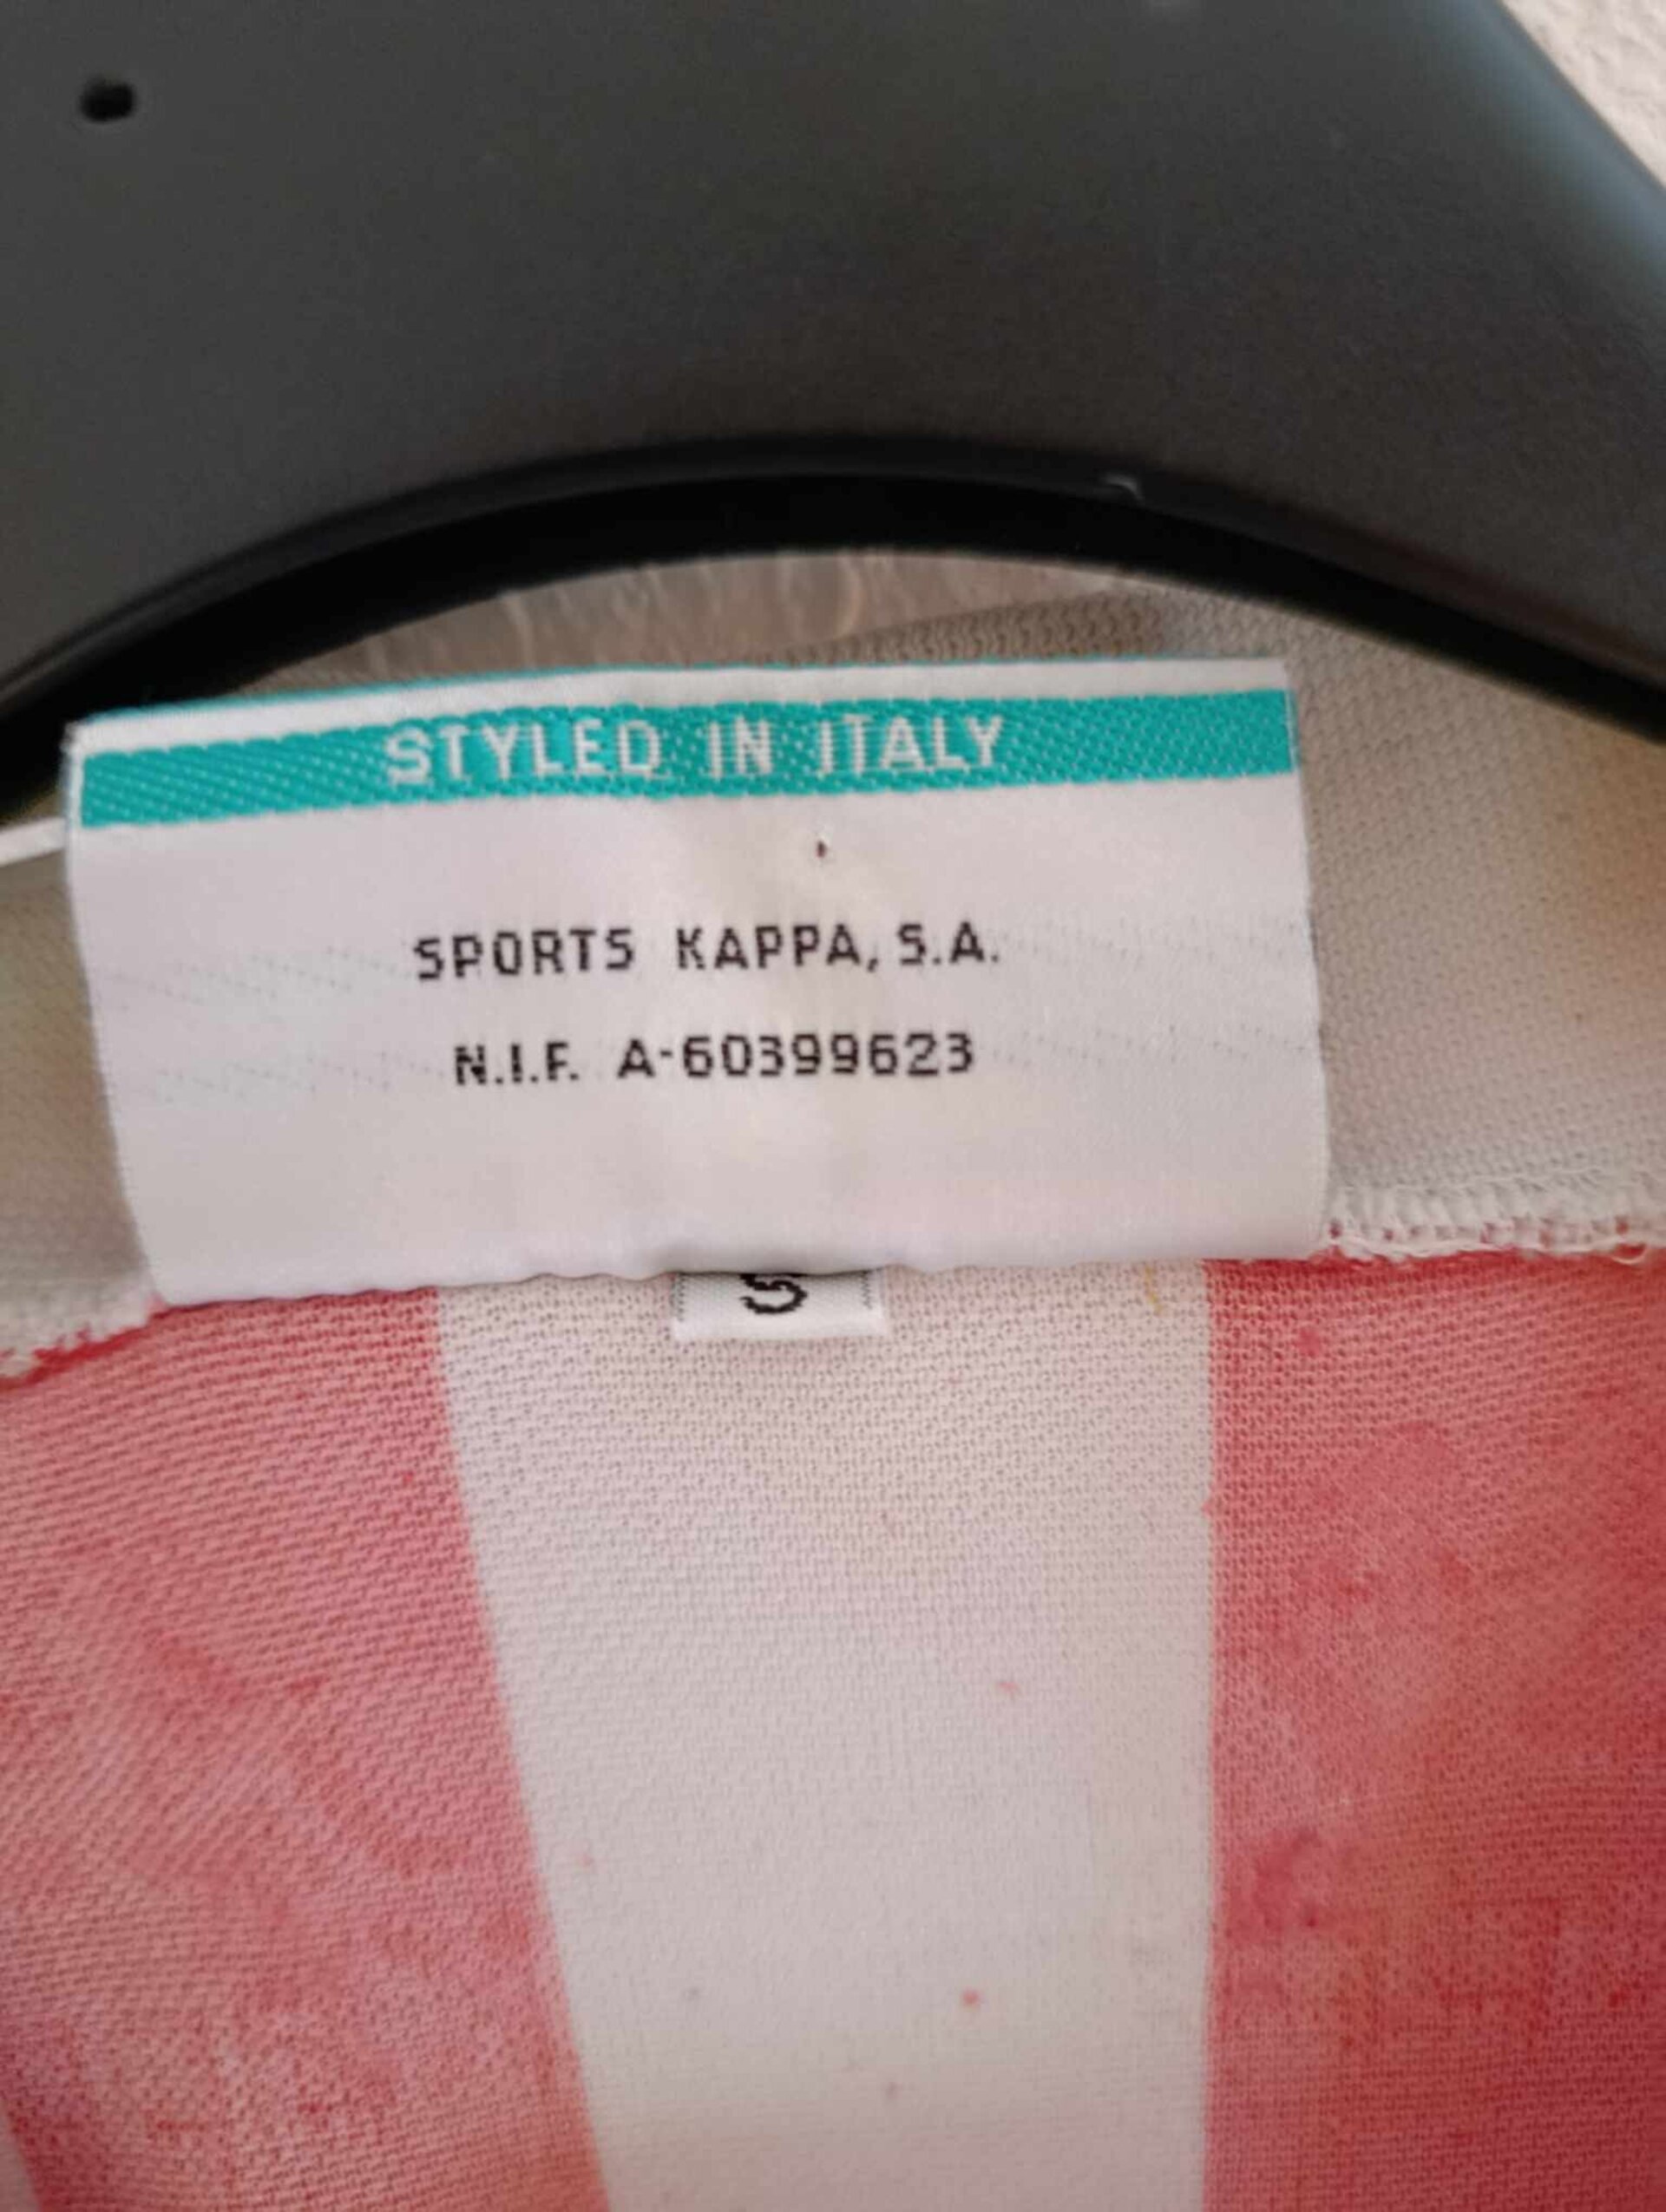 STYLED IN ITALY
SPORTS KAPPA, S.A.
N.I.F. A-60399623
S